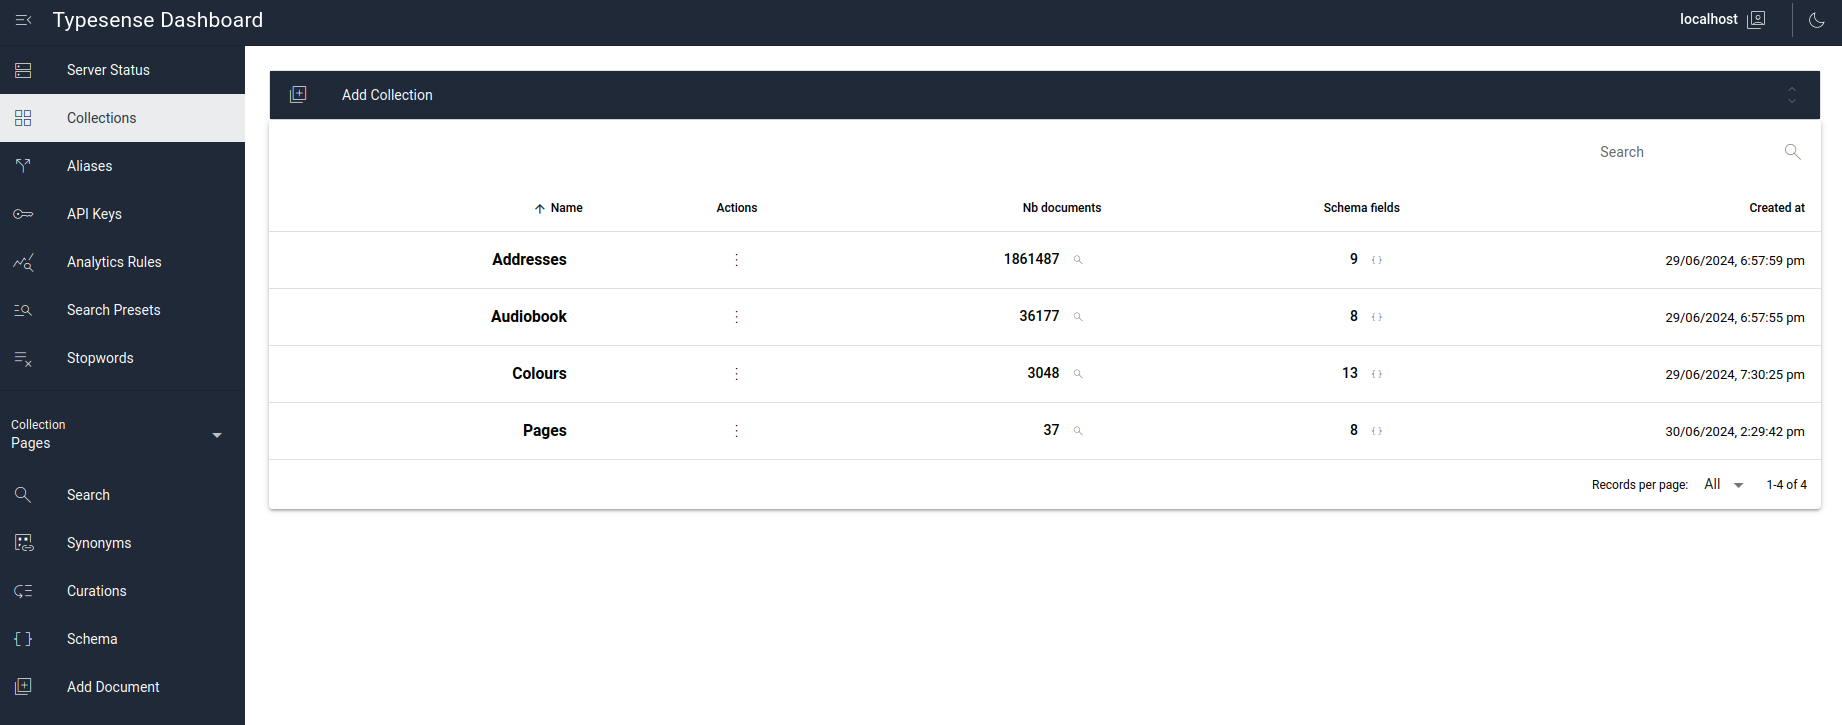 Typesense Dashboard
localhost
Server Status
Collections
Aliases
API Keys
Analytics Rules
Search Presets
Stopwords
Collection
Pages
Search
Synonyms
Curations
Schema
Add Document
Add Collection
Search
Name Actions Nb documents Schema fields Created at
Addresses 1861487 9 29/06/2024, 6:57:59 pm
Audiobook 36177 8 29/06/2024, 6:57:55 pm
Colours 3048 13 29/06/2024, 7:30:25 pm
Pages 37 8 30/06/2024, 2:29:42 pm
Records per page: All 1-4 of 4